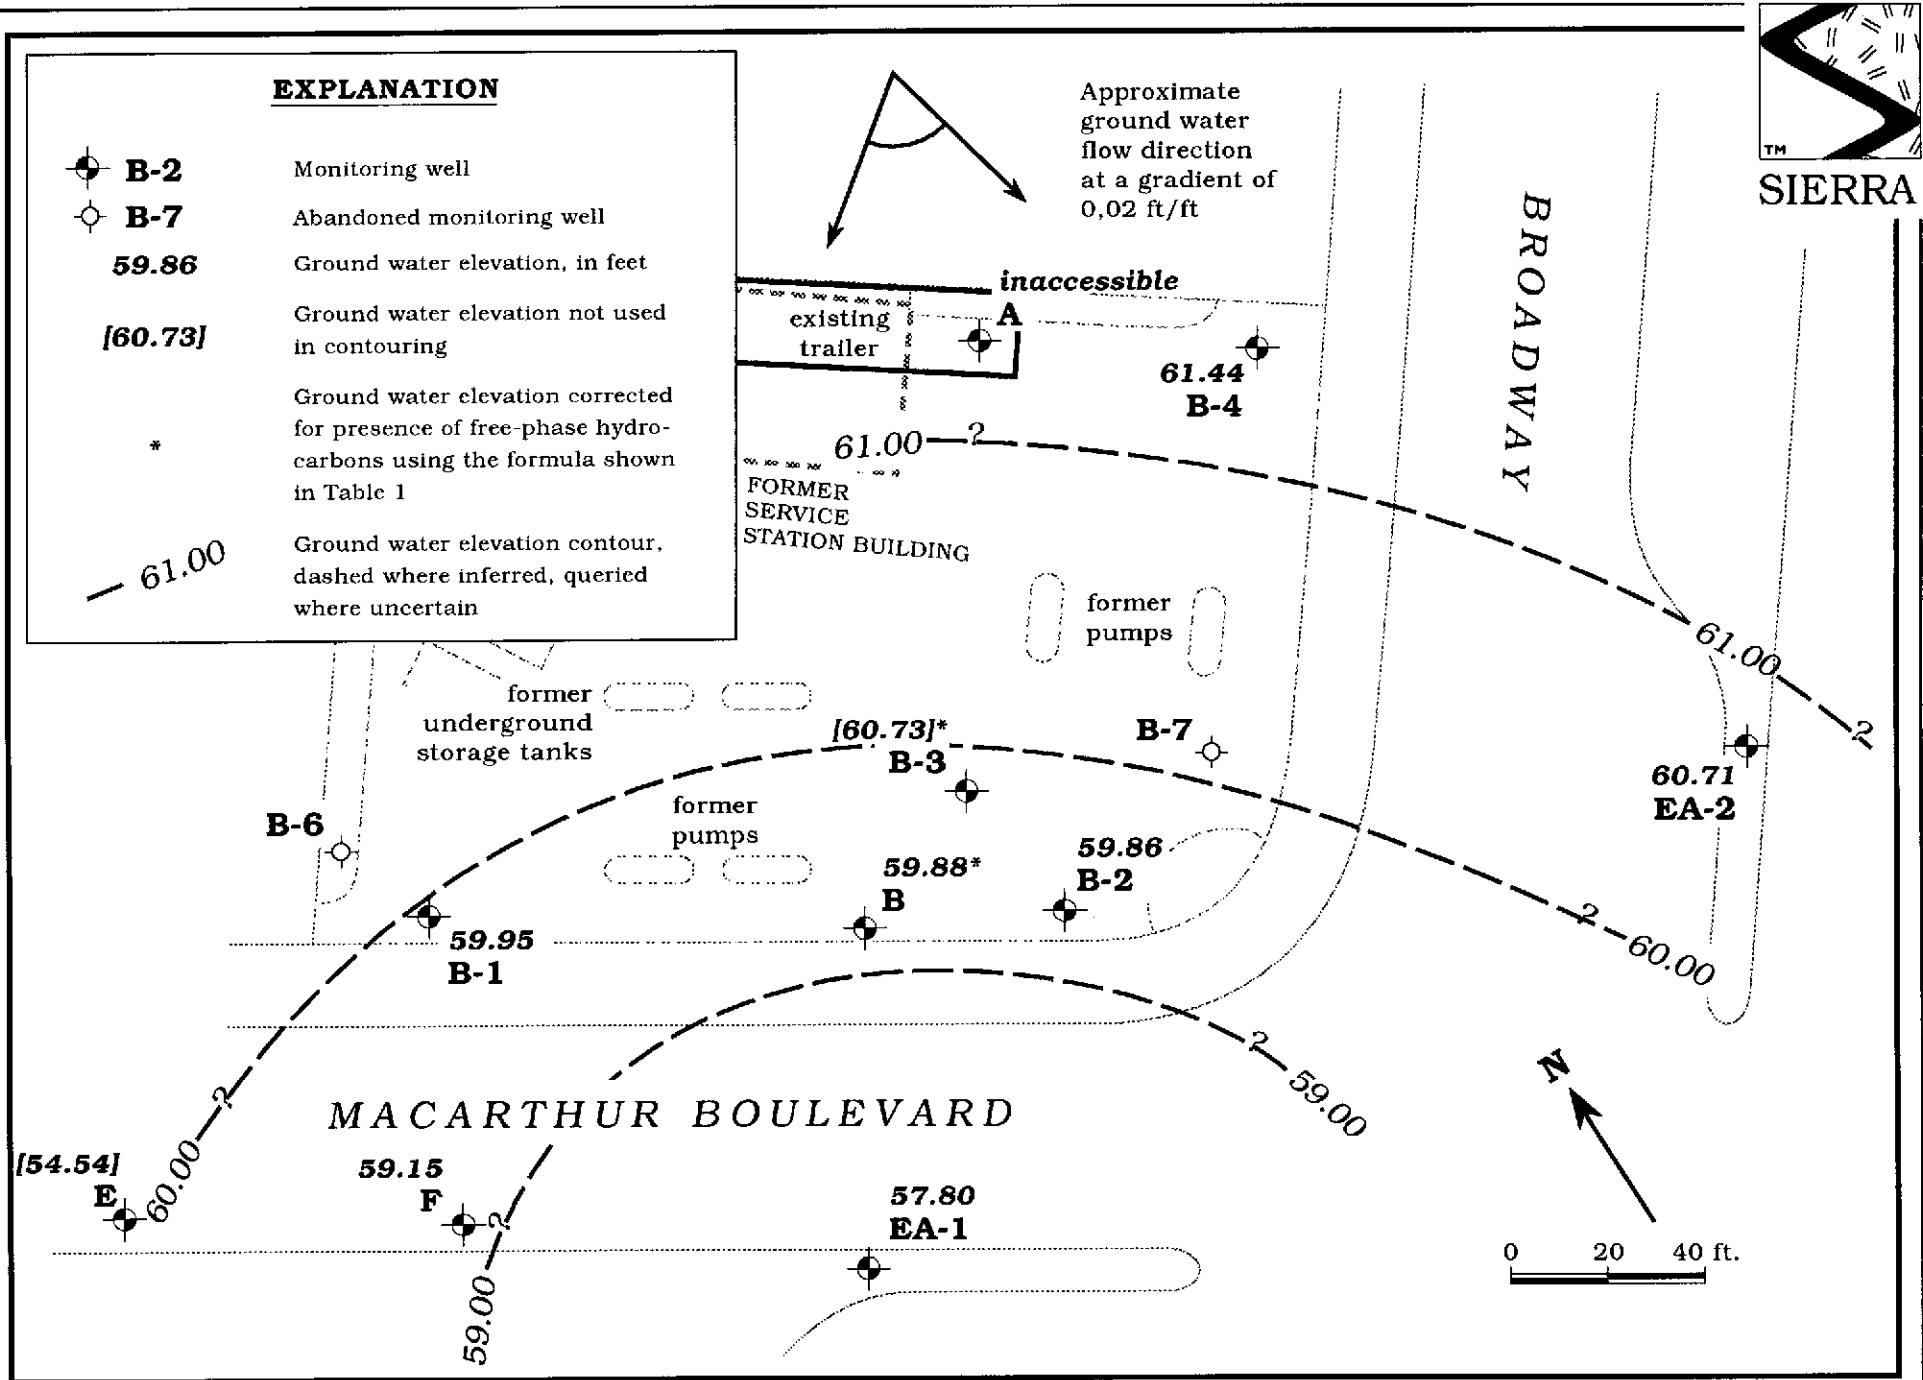 EXPLANATION
B-2 Monitoring well
B-7 Abandoned monitoring well
59.86 Ground water elevation, in feet
[60.73] Ground water elevation not used
in contouring
* Ground water elevation corrected
for presence of free-phase hydro-
carbons using the formula shown
in Table 1
61.00 Ground water elevation contour,
dashed where inferred, queried
where uncertain
Approximate
ground water
flow direction
at a gradient of
0,02 ft/ft
TM
SIERRA
BROADWAY
inaccessible
A
existing
trailer
61.44
B-4
61.00
?
FORMER
SERVICE
STATION BUILDING
former
pumps
61.00
?
former
underground
storage tanks
[60.73]*
B-3
B-7
60.71
EA-2
B-6
former
pumps
59.88*
B
59.86
B-2
59.95
B-1
?
60.00
?
?
59.00
N
MACARTHUR BOULEVARD
[54.54]
E
60.00
59.15
F
?
59.00
57.80
EA-1
0 20 40 ft.